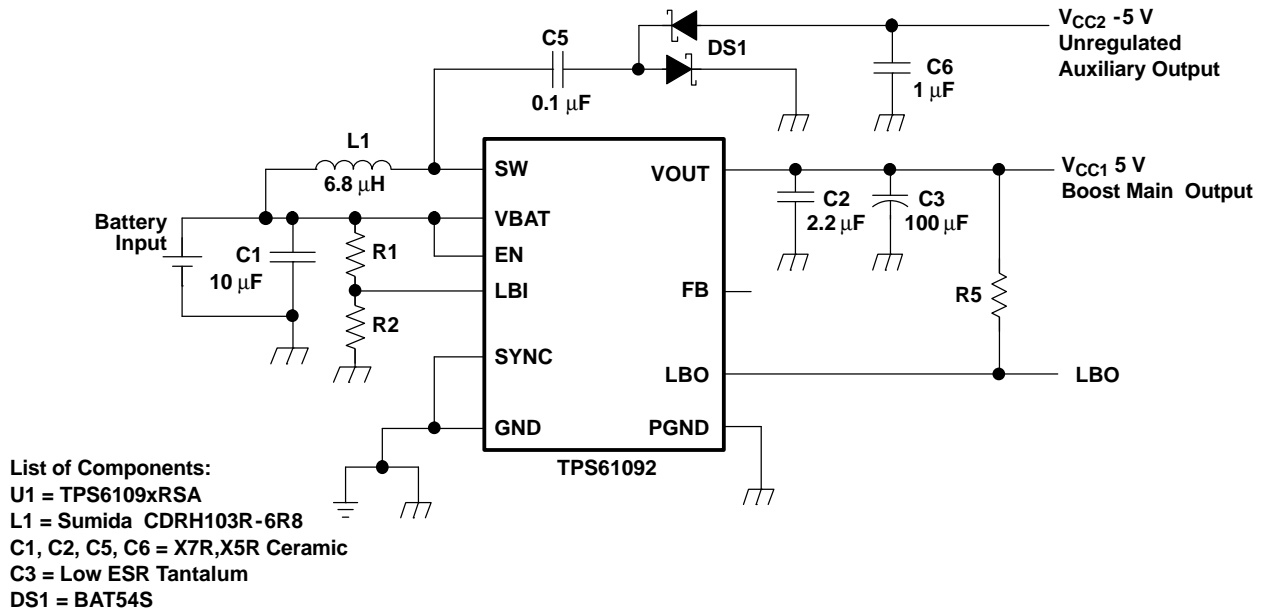 V_CC2 -5 V
Unregulated
Auxiliary Output
C5
0.1 µF
DS1
C6
1 µF
L1
6.8 µH
SW
VOUT
V_CC1 5 V
Boost Main Output
C2
2.2 µF
C3
100 µF
Battery
Input
VBAT
C1
10 µF
R1
EN
LBI
FB
R5
R2
SYNC
LBO
LBO
GND
PGND
TPS61092
List of Components:
U1 = TPS6109xRSA
L1 = Sumida CDRH103R-6R8
C1, C2, C5, C6 = X7R,X5R Ceramic
C3 = Low ESR Tantalum
DS1 = BAT54S